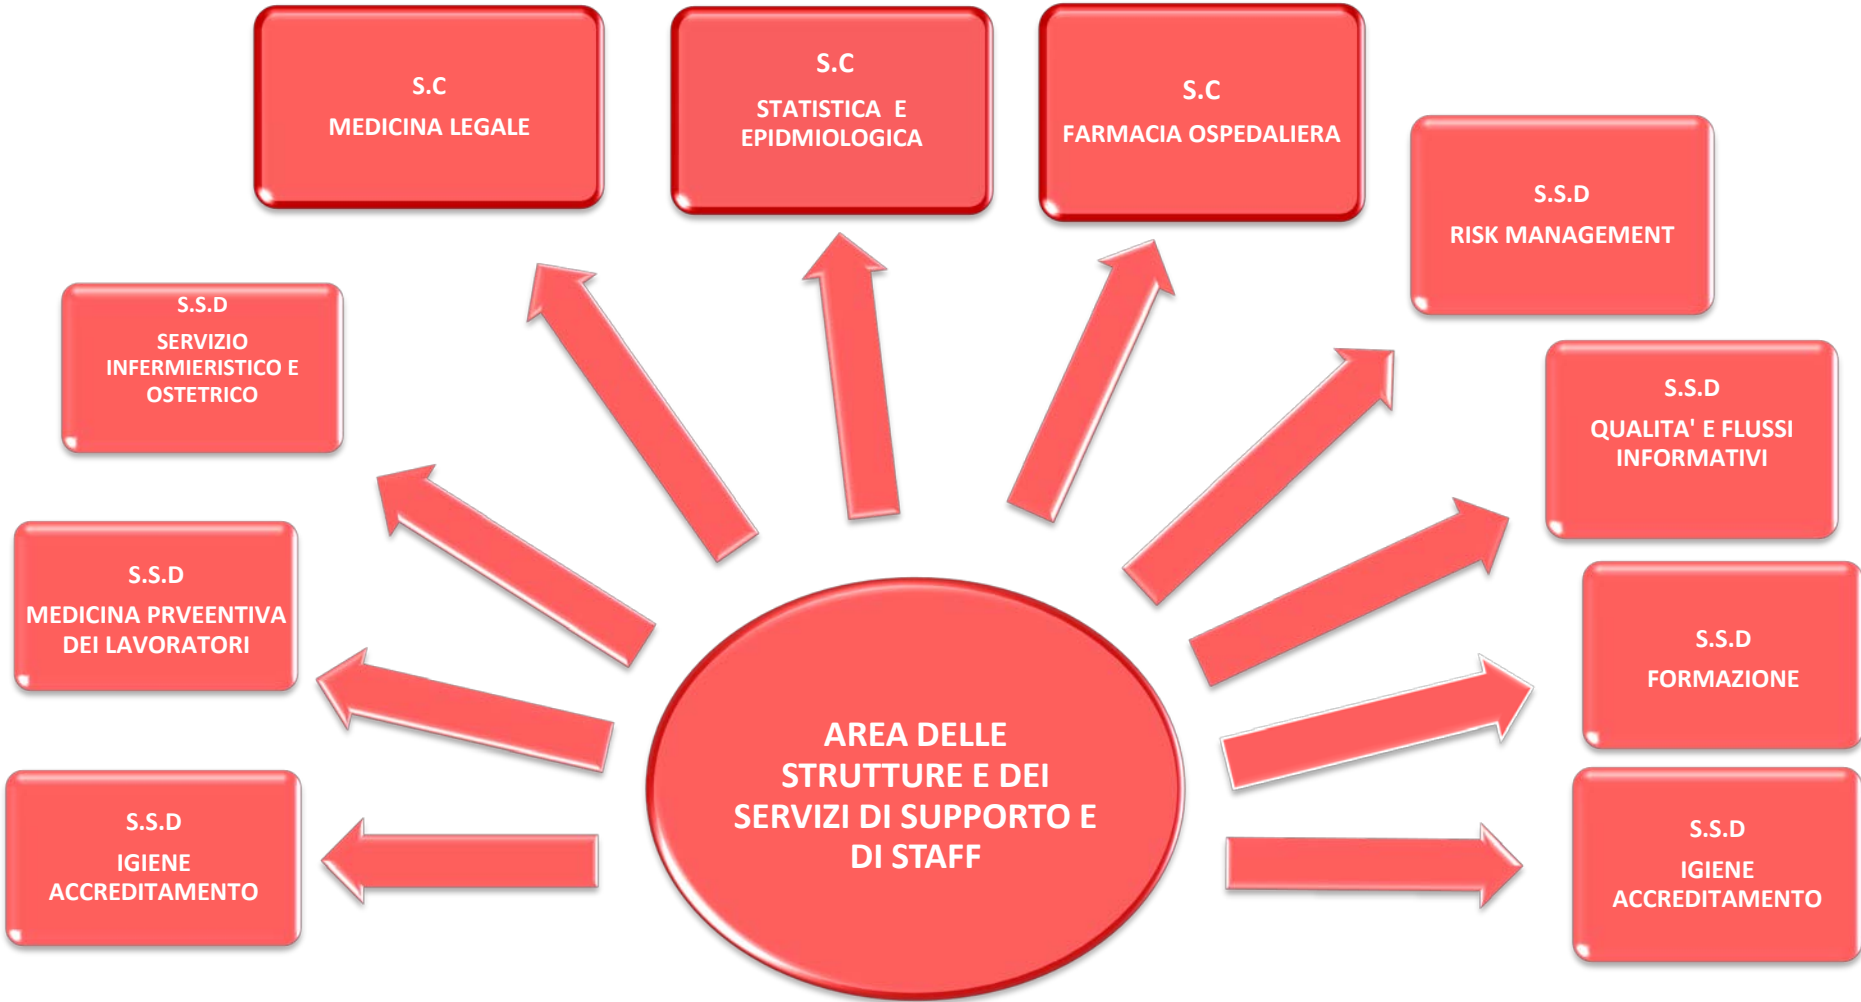 S.C
MEDICINA LEGALE
S.C
STATISTICA E
EPIDMIOLOGICA
S.C
FARMACIA OSPEDALIERA
S.S.D
RISK MANAGEMENT
S.S.D
SERVIZIO
INFERMIERISTICO E
OSTETRICO
S.S.D
QUALITA' E FLUSSI
INFORMATIVI
S.S.D
MEDICINA PRVEENTIVA
DEI LAVORATORI
S.S.D
FORMAZIONE
AREA DELLE
STRUTTURE E DEI
SERVIZI DI SUPPORTO E
DI STAFF
S.S.D
IGIENE
ACCREDITAMENTO
S.S.D
IGIENE
ACCREDITAMENTO